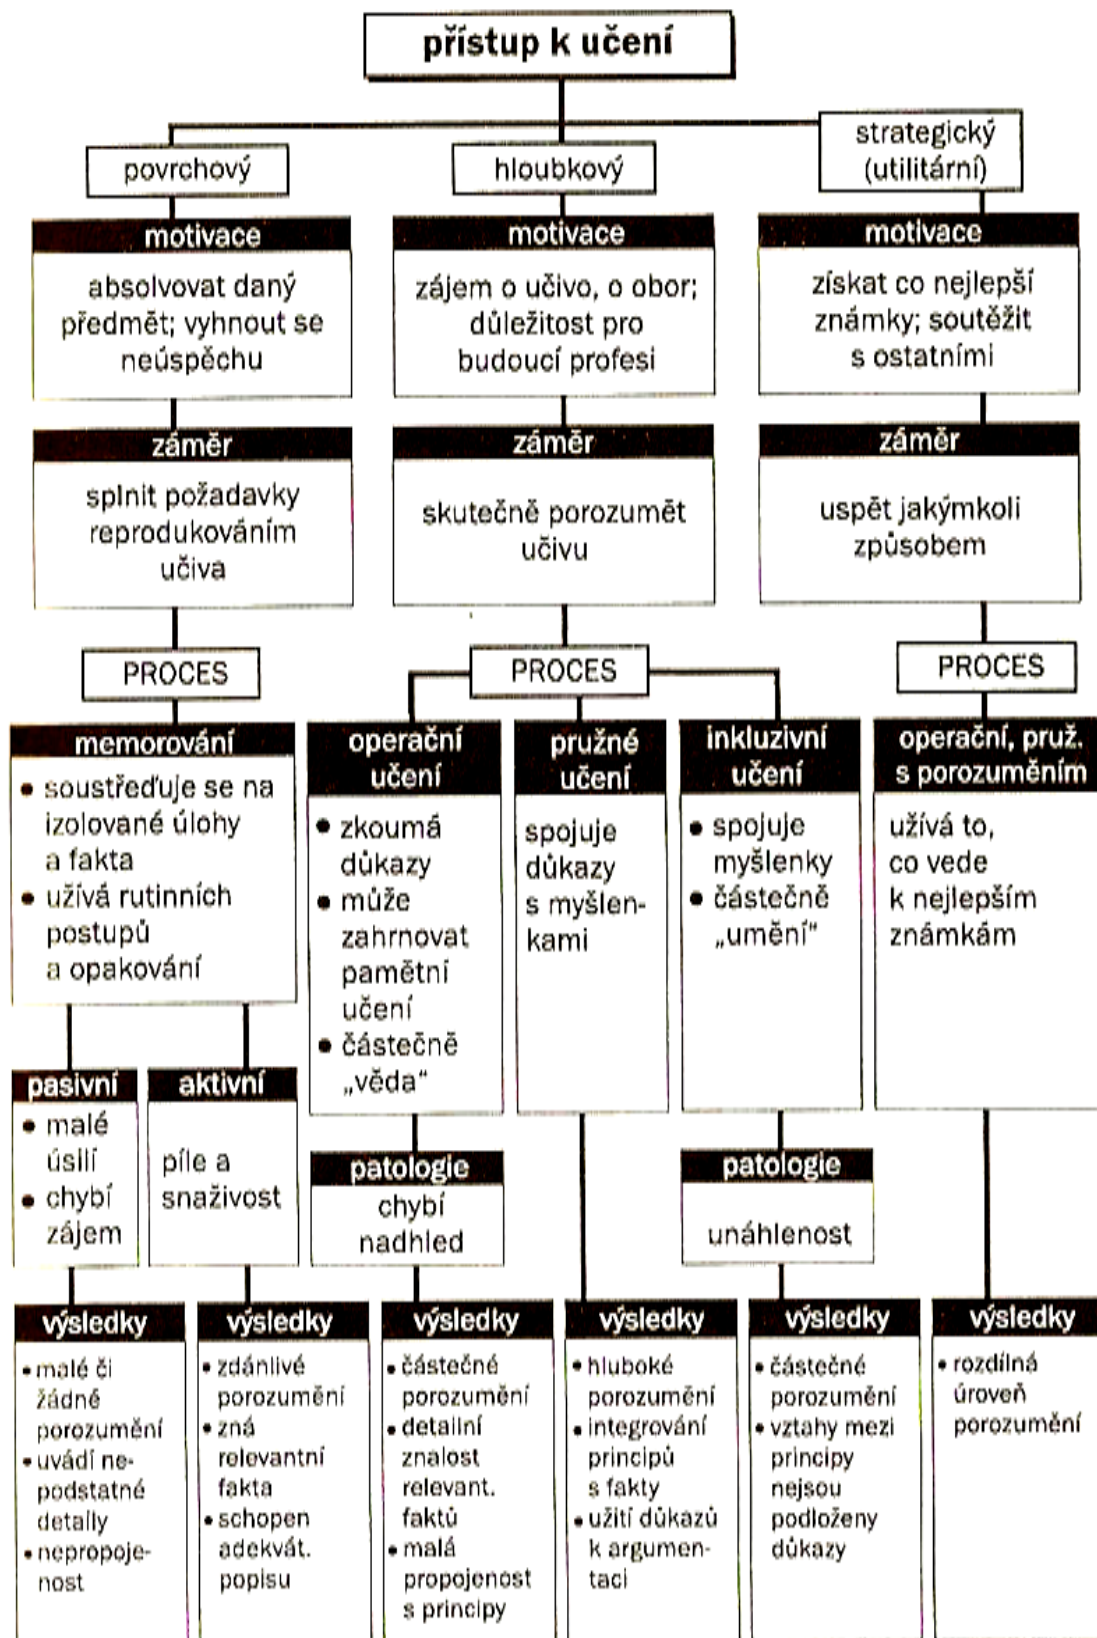 přístup k učení
povrchový
hloubkový
strategický
(utilitární)
motivace
absolvovat daný
předmět; vyhnout se
neúspěchu
motivace
zájem o učivo, o obor;
důležitost pro
budoucí profesi
motivace
získat co nejlepší
známky; soutěžit
s ostatními
záměr
splnit požadavky
reprodukováním
učiva
záměr
skutečně porozumět
učivu
záměr
uspět jakýmkoli
způsobem
PROCES
PROCES
PROCES
memorování
• soustřeďuje se na
izolované úlohy
a fakta
• užívá rutinních
postupů
a opakování
operační
učení
• zkoumá
důkazy
• může
zahrnovat
pamětní
učení
• částečně
„věda“
pružné
učení
spojuje
důkazy
s myšlen-
kami
inkluzivní
učení
• spojuje
myšlenky
• částečně
„umění“
operační, pruž.
s porozuměním
užívá to,
co vede
k nejlepším
známkám
pasivní
• malé
úsilí
• chybí
zájem
aktivní
píle a
snaživost
patologie
chybí
nadhled
patologie
unáhlenost
výsledky
• malé či
žádné
porozumění
• uvádí ne-
podstatné
detaily
• nepropoje-
nost
výsledky
• zdánlivé
porozumění
• zná
relevantní
fakta
• schopen
adekvát.
popisu
výsledky
• částečné
porozumění
• detailní
znalost
relevant.
faktů
• malá
propojenost
s principy
výsledky
• hluboké
porozumění
• integrování
principů
s fakty
• užití důkazů
k argumen-
taci
výsledky
• částečné
porozumění
• vztahy mezi
principy
nejsou
podloženy
důkazy
výsledky
• rozdílná
úroveň
porozumění